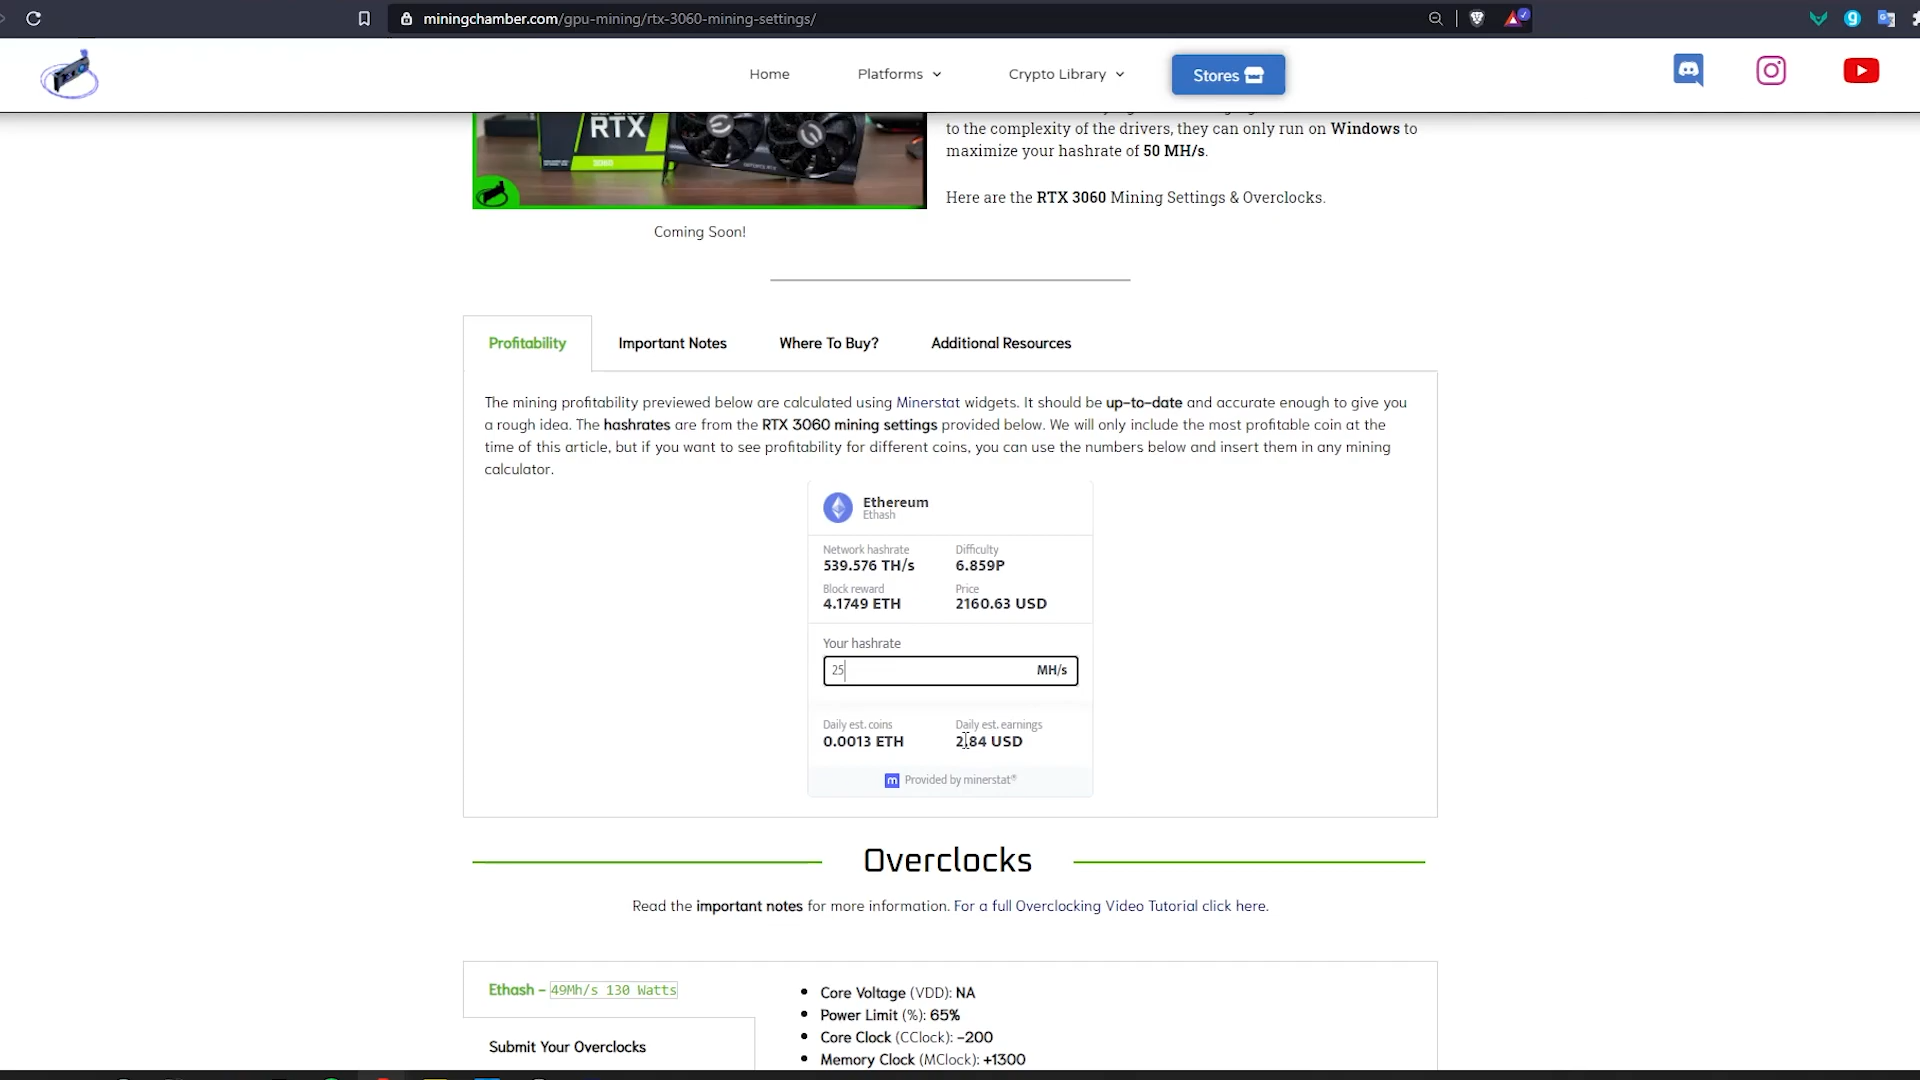 miningchamber.com/gpu-mining/rtx-3060-mining-settings/
Home
Platforms
Crypto Library
Stores
RTX
3060
to the complexity of the drivers, they can only run on Windows to
maximize your hashrate of 50 MH/s.
Here are the RTX 3060 Mining Settings & Overclocks.
Coming Soon!
Profitability
Important Notes
Where To Buy?
Additional Resources
The mining profitability previewed below are calculated using Minerstat widgets. It should be up-to-date and accurate enough to give you
a rough idea. The hashrates are from the RTX 3060 mining settings provided below. We will only include the most profitable coin at the
time of this article, but if you want to see profitability for different coins, you can use the numbers below and insert them in any mining
calculator.
Ethereum
Ethash
Network hashrate
539.576 TH/s
Difficulty
6.859P
Block reward
4.1749 ETH
Price
2160.63 USD
Your hashrate
25
MH/s
Daily est. coins
0.0013 ETH
Daily est. earnings
2.84 USD
m Provided by minerstat®
Overclocks
Read the important notes for more information. For a full Overclocking Video Tutorial click here.
Ethash - 49Mh/s 130 Watts
Submit Your Overclocks
• Core Voltage (VDD): NA
• Power Limit (%): 65%
• Core Clock (CClock): -200
• Memory Clock (MClock): +1300